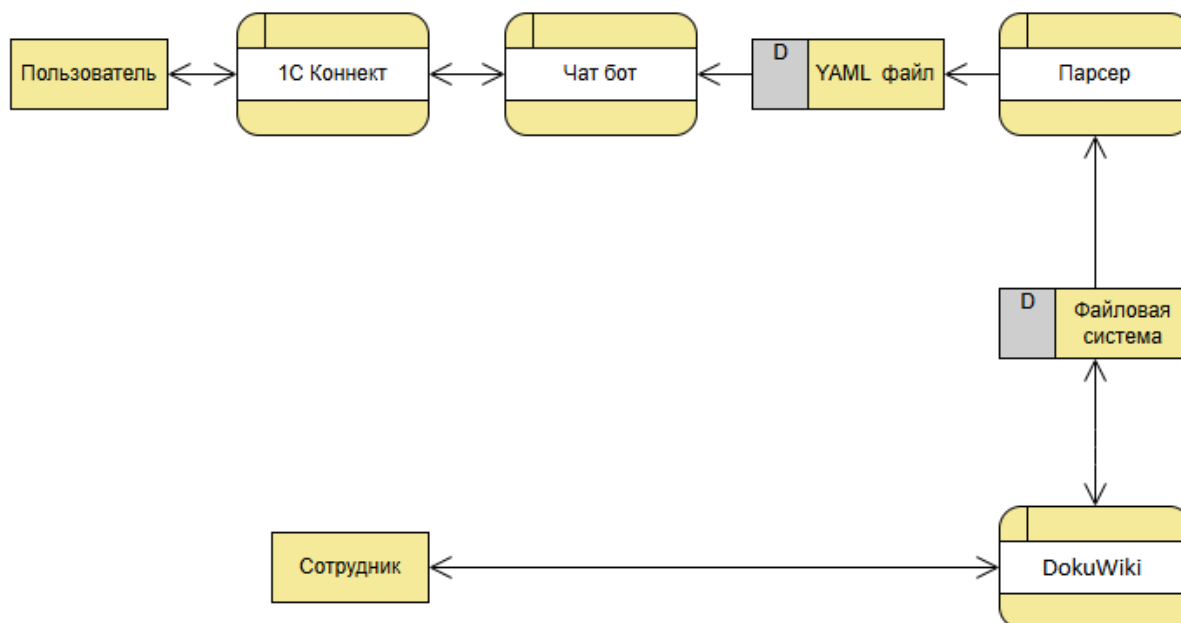 Пользователь
1С Коннект
Чат бот
D
YAML файл
Парсер
D
Файловая
система
Сотрудник
DokuWiki